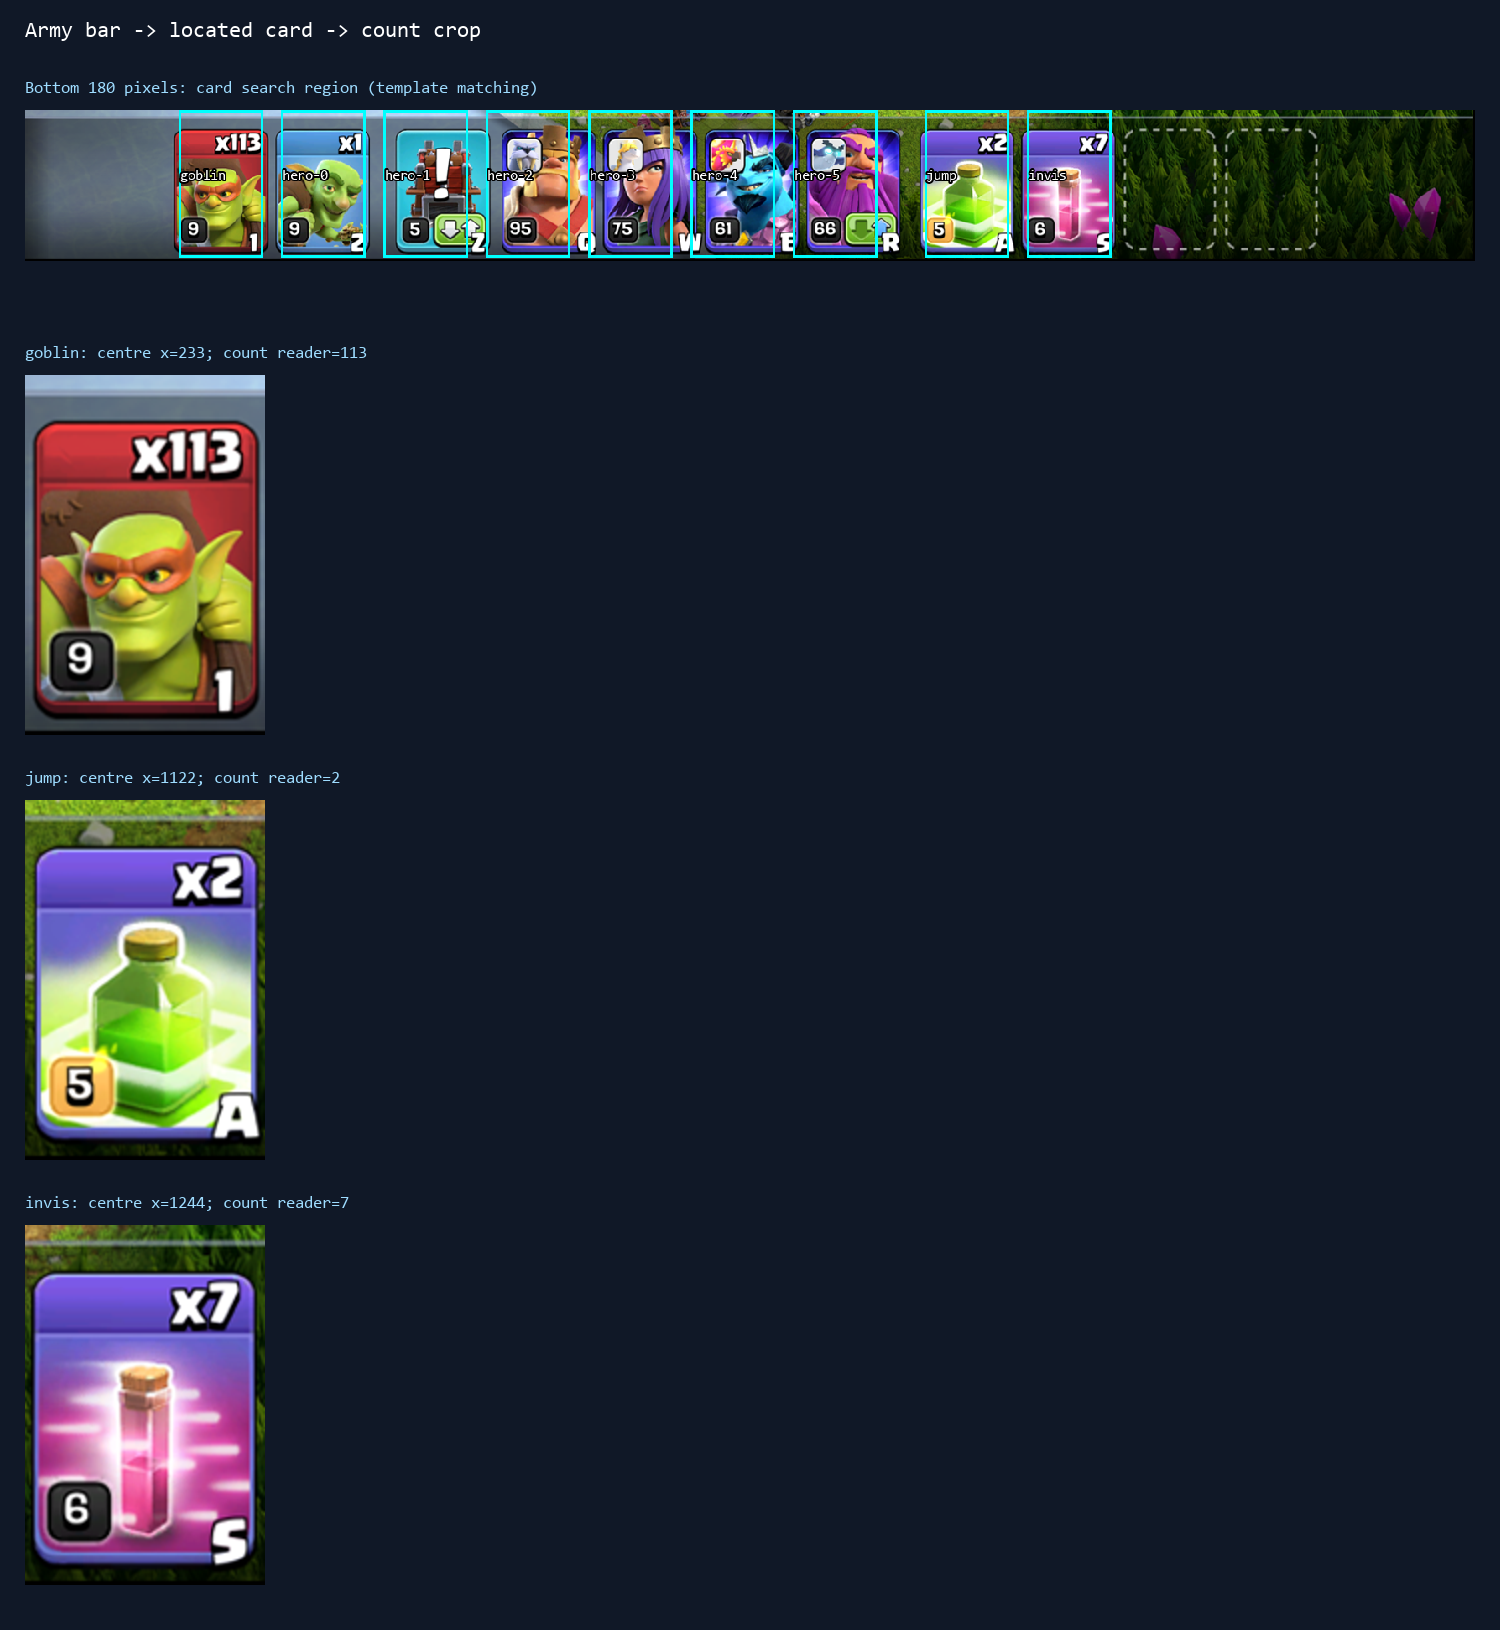 Army bar -> located card -> count crop
Bottom 180 pixels: card search region (template matching)
x113 x1 ! x2 x7
goblin hero-0 hero-1 hero-2 hero-3 hero-4 hero-5 jump invis
9 9 5 95 75 61 66 5 6
1 2 Z Q W E R A S
goblin: centre x=233; count reader=113
x113
9
1
jump: centre x=1122; count reader=2
x2
5
A
invis: centre x=1244; count reader=7
x7
6
S